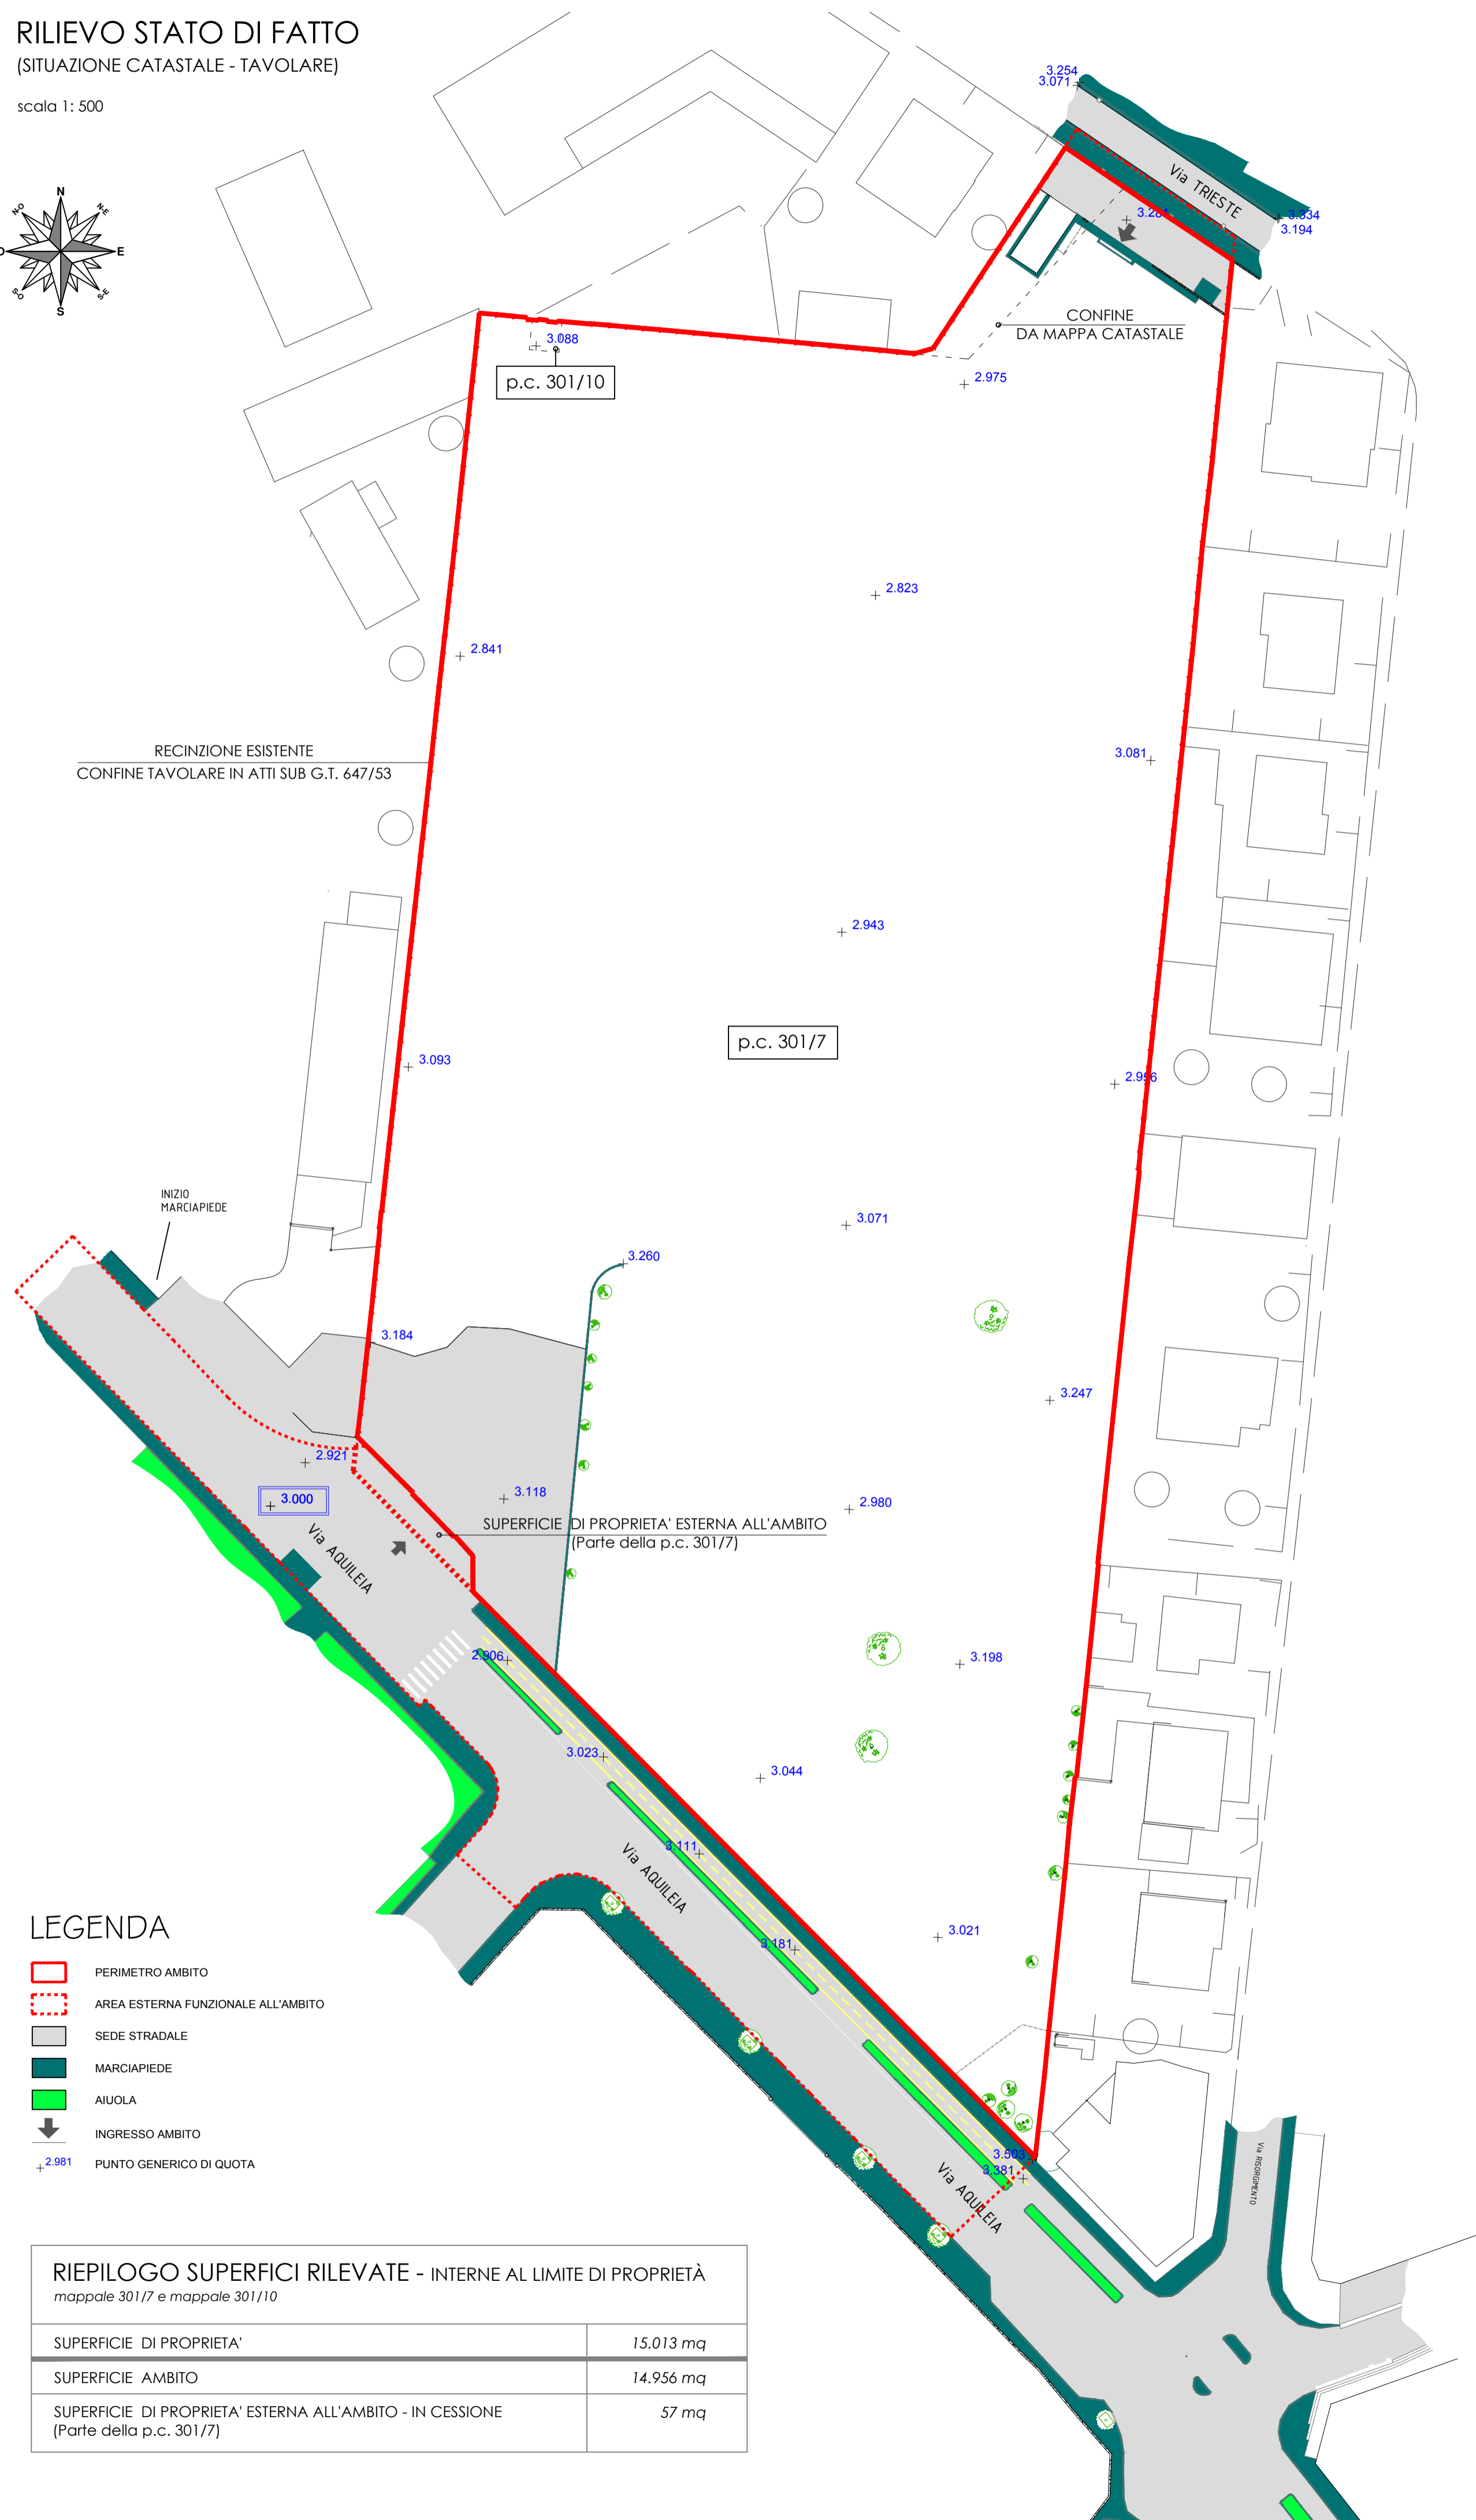 RILIEVO STATO DI FATTO
(SITUAZIONE CATASTALE - TAVOLARE)
scala 1: 500
N
N-E
E
S-E
S
S-O
N-O
3.254
3.071
Via TRIESTE
3.334
3.194
CONFINE
DA MAPPA CATASTALE
3.088
p.c. 301/10
2.975
2.823
2.841
RECINZIONE ESISTENTE
CONFINE TAVOLARE IN ATTI SUB G.T. 647/53
3.081
2.943
p.c. 301/7
3.093
2.956
INIZIO
MARCIAPIEDE
3.071
3.260
3.184
3.247
2.921
3.000
3.118
2.980
SUPERFICIE DI PROPRIETA' ESTERNA ALL'AMBITO
(Parte della p.c. 301/7)
Via AQUILEIA
2.906
3.198
3.023
3.044
3.111
Via AQUILEIA
3.181
3.021
3.503
3.381
Via AQUILEIA
Via RISORGIMENTO
LEGENDA
PERIMETRO AMBITO
AREA ESTERNA FUNZIONALE ALL'AMBITO
SEDE STRADALE
MARCIAPIEDE
AIUOLA
INGRESSO AMBITO
2.981 PUNTO GENERICO DI QUOTA
RIEPILOGO SUPERFICI RILEVATE - INTERNE AL LIMITE DI PROPRIETÀ
mappale 301/7 e mappale 301/10
SUPERFICIE DI PROPRIETA' 15.013 mq
SUPERFICIE AMBITO 14.956 mq
SUPERFICIE DI PROPRIETA' ESTERNA ALL'AMBITO - IN CESSIONE 57 mq
(Parte della p.c. 301/7)